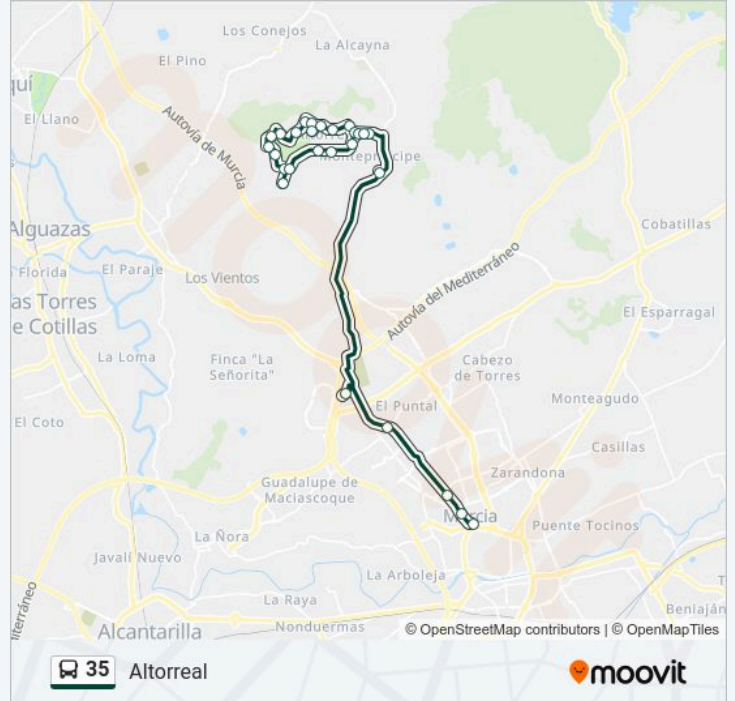 Los Conejos
La Alcayna
El Pino
El Llano
Autovía de Murcia
Montepríncipe
Alguazas
Cobatillas
Florida
El Paraje
Los Vientos
Autovía del Mediterráneo
as Torres
e Cotillas
El Esparragal
La Loma
Finca "La
Señorita"
Cabezo
de Torres
El Coto
El Puntal
Monteagudo
Casillas
Zarandona
Guadalupe de
Maciascoque
Murcia
Puente Tocinos
La Ñora
Javalí Nuevo
La Arboleja
La Raya
Beniaján
Nonduermas
Alcantarilla
© OpenStreetMap contributors | © OpenMapTiles
35 Altorreal
moovit